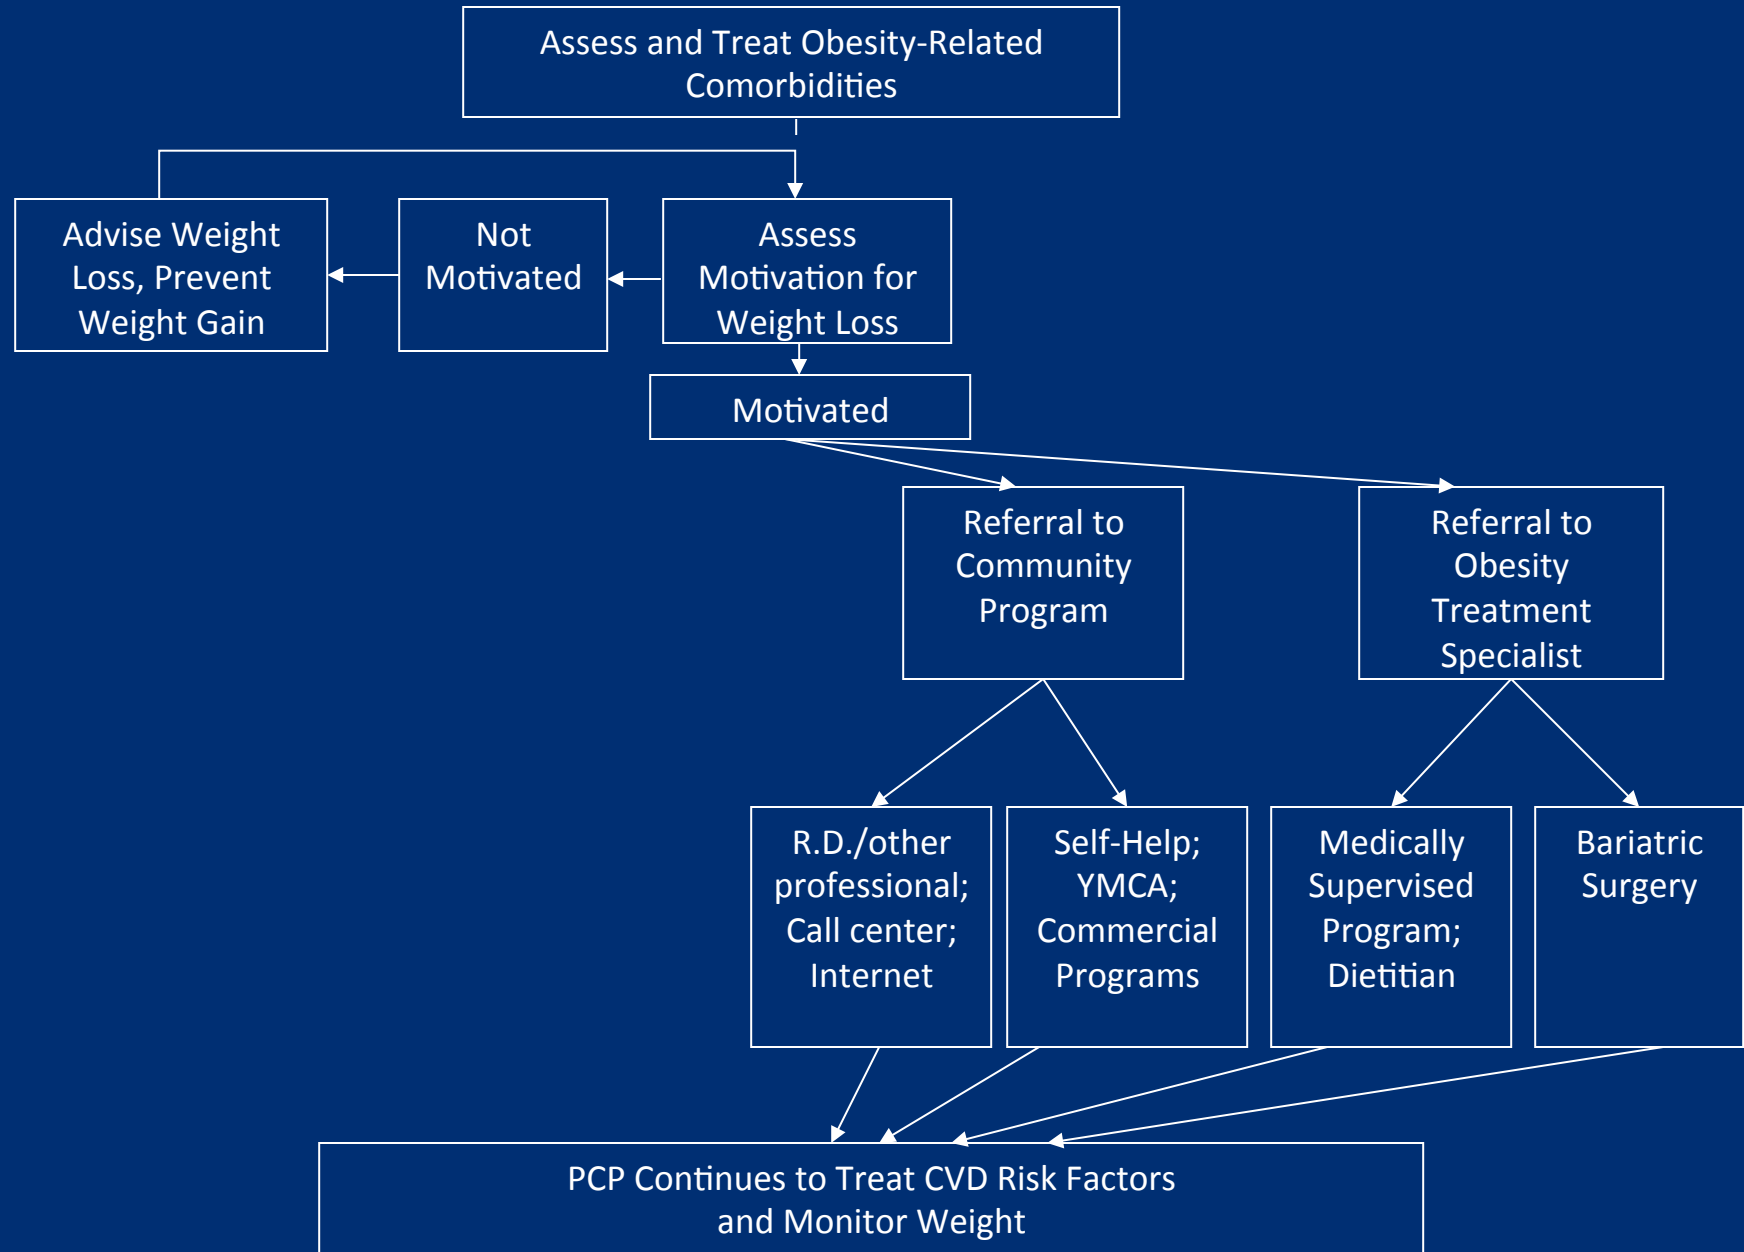 Assess and Treat Obesity-Related
Comorbidities
Advise Weight
Loss, Prevent
Weight Gain
Not
Motivated
Assess
Motivation for
Weight Loss
Motivated
Referral to
Community
Program
Referral to
Obesity
Treatment
Specialist
R.D./other
professional;
Call center;
Internet
Self-Help;
YMCA;
Commercial
Programs
Medically
Supervised
Program;
Dietitian
Bariatric
Surgery
PCP Continues to Treat CVD Risk Factors
and Monitor Weight